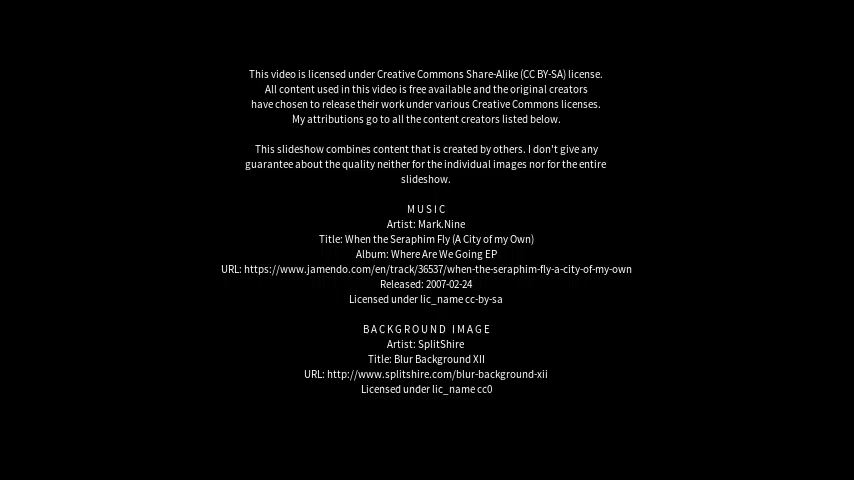 This video is licensed under Creative Commons Share-Alike (CC BY-SA) license.
All content used in this video is free available and the original creators
have chosen to release their work under various Creative Commons licenses.
My attributions go to all the content creators listed below.
This slideshow combines content that is created by others. I don't give any
guarantee about the quality neither for the individual images nor for the entire
slideshow.
MUSIC
Artist: Mark.Nine
Title: When the Seraphim Fly (A City of my Own)
Album: Where Are We Going EP
URL: https://www.jamendo.com/en/track/36537/when-the-seraphim-fly-a-city-of-my-own
Released: 2007-02-24
Licensed under lic_name cc-by-sa
BACKGROUND IMAGE
Artist: SplitShire
Title: Blur Background XII
URL: http://www.splitshire.com/blur-background-xii
Licensed under lic_name cc0